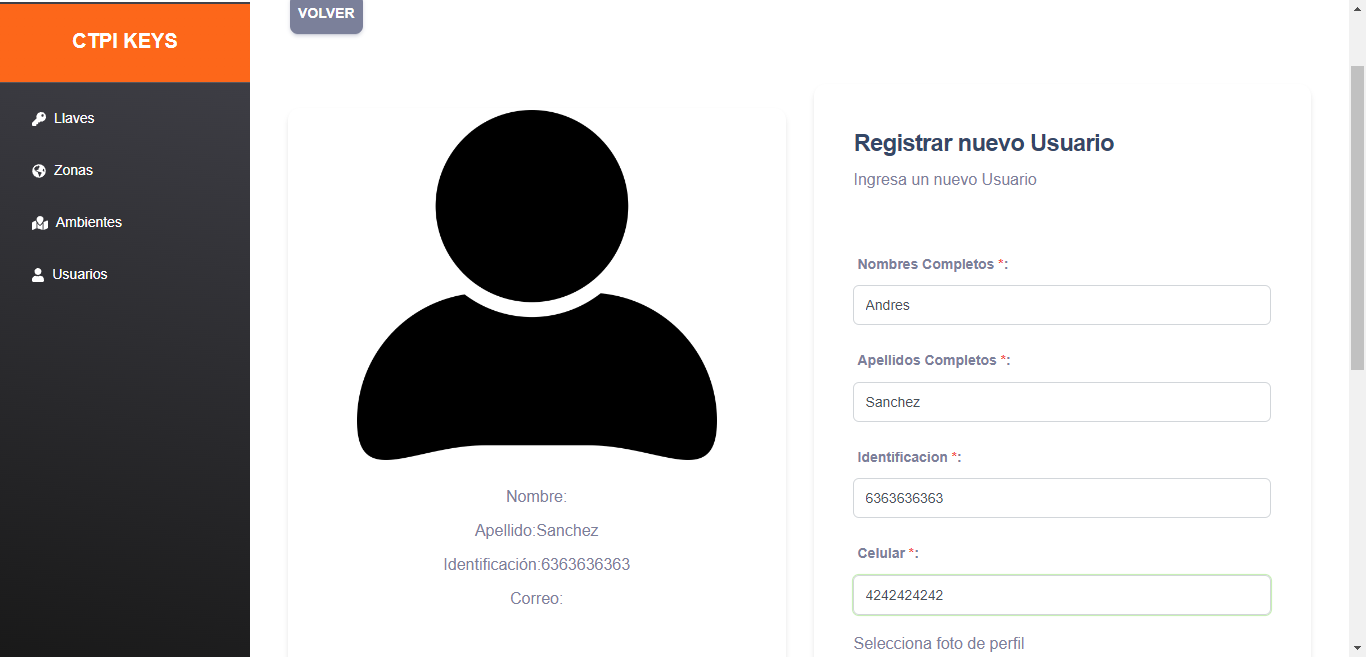 CTPI KEYS
Llaves
Zonas
Ambientes
Usuarios
VOLVER
Nombre:
Apellido:Sanchez
Identificación:6363636363
Correo:
Registrar nuevo Usuario
Ingresa un nuevo Usuario
Nombres Completos *:
Andres
Apellidos Completos *:
Sanchez
Identificacion *:
6363636363
Celular *:
4242424242
Selecciona foto de perfil